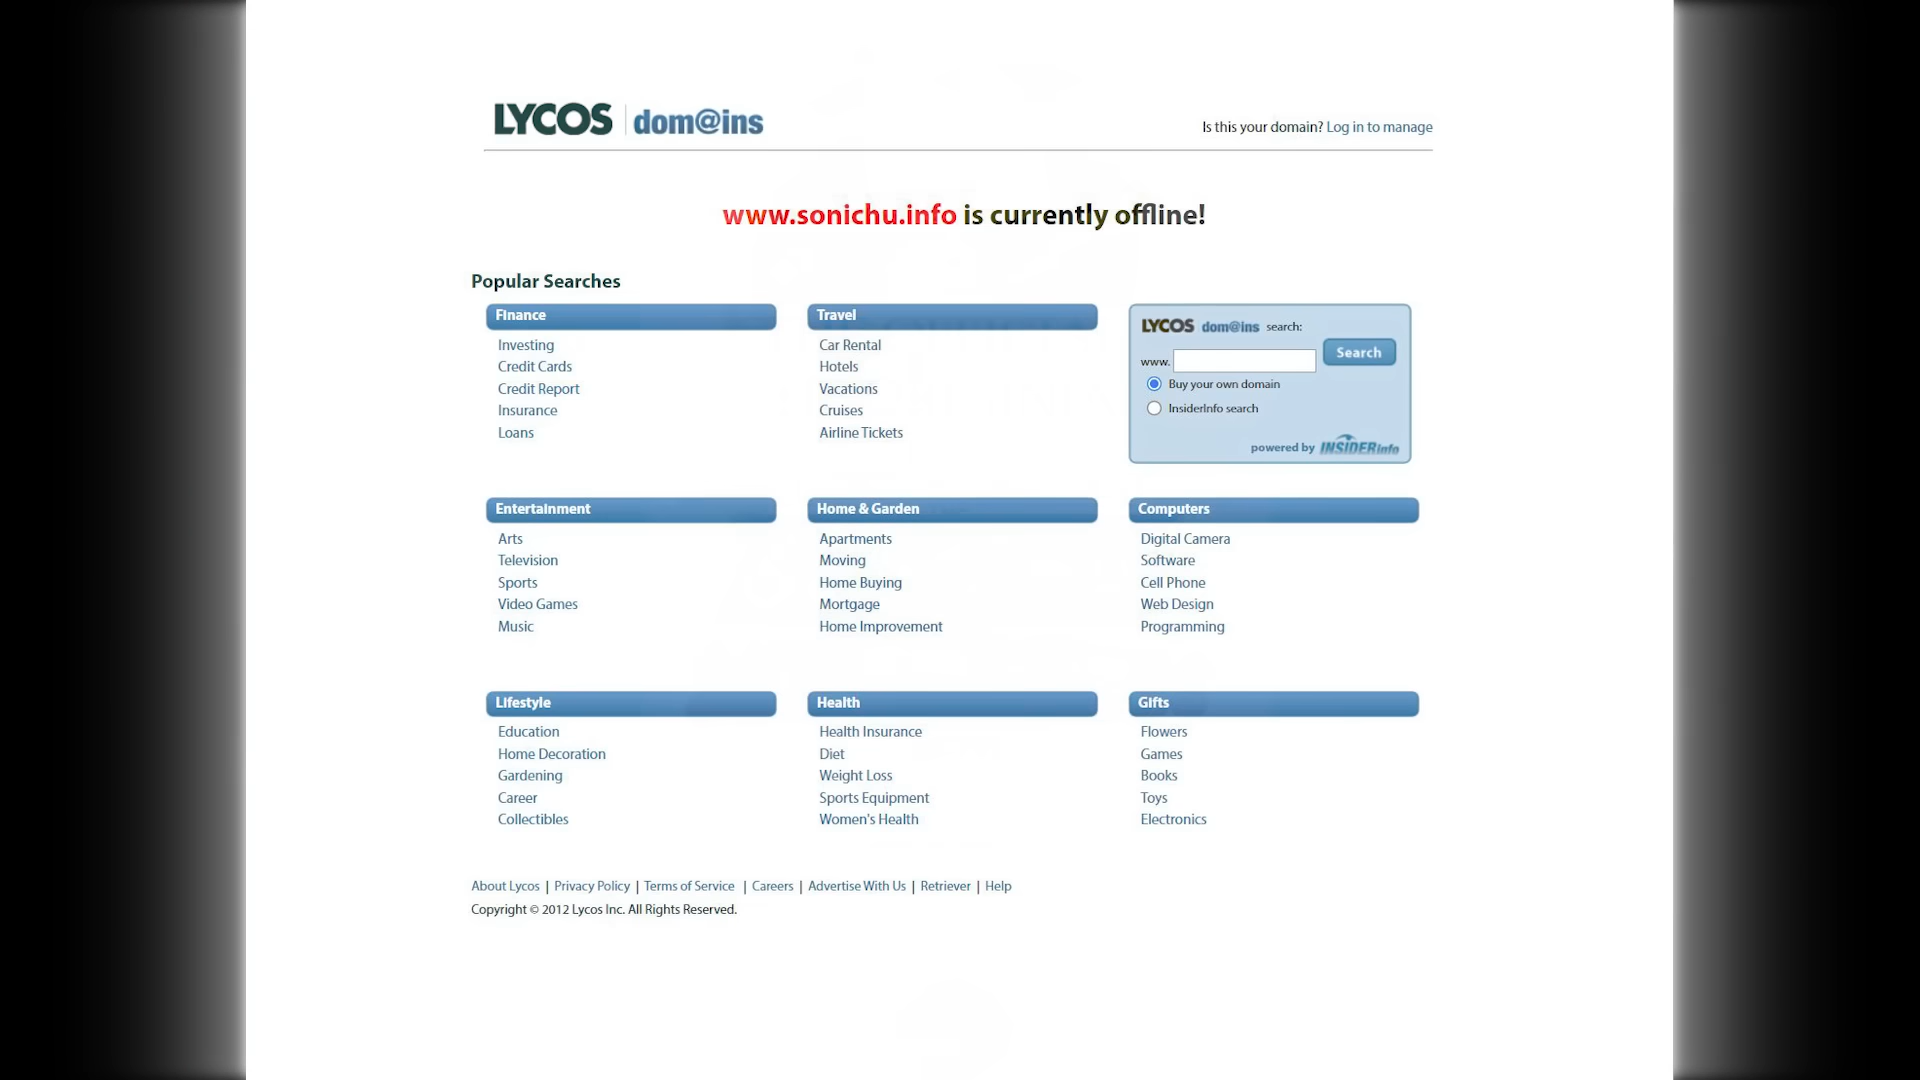 LYCOS dom@ins
Is this your domain? Log in to manage
www.sonichu.info is currently offline!
Popular Searches
Finance
Investing
Credit Cards
Credit Report
Insurance
Loans
Travel
Car Rental
Hotels
Vacations
Cruises
Airline Tickets
LYCOS dom@ins search:
www.
Search
Buy your own domain
InsiderInfo search
powered by INSIDERinfo
Entertainment
Arts
Television
Sports
Video Games
Music
Home & Garden
Apartments
Moving
Home Buying
Mortgage
Home Improvement
Computers
Digital Camera
Software
Cell Phone
Web Design
Programming
Lifestyle
Education
Home Decoration
Gardening
Career
Collectibles
Health
Health Insurance
Diet
Weight Loss
Sports Equipment
Women's Health
Gifts
Flowers
Games
Books
Toys
Electronics
About Lycos | Privacy Policy | Terms of Service | Careers | Advertise With Us | Retriever | Help
Copyright © 2012 Lycos Inc. All Rights Reserved.